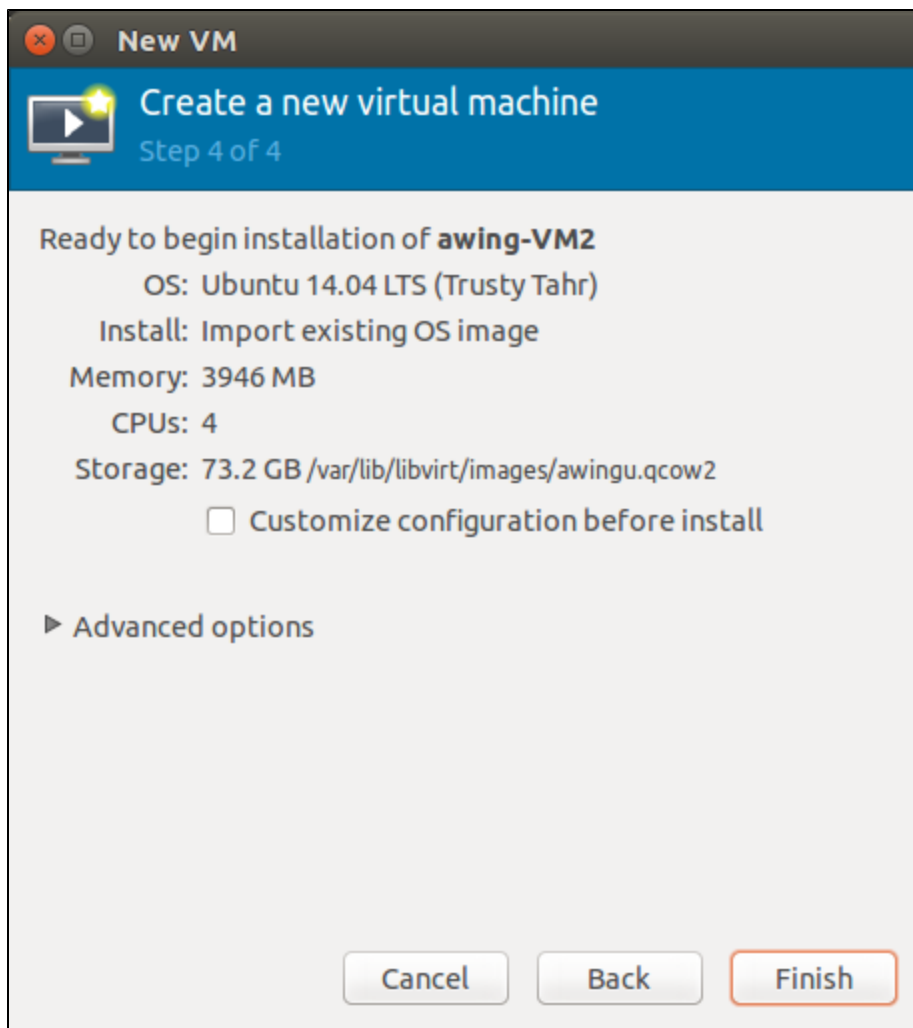 New VM
Create a new virtual machine
Step 4 of 4
Ready to begin installation of awing-VM2
OS: Ubuntu 14.04 LTS (Trusty Tahr)
Install: Import existing OS image
Memory: 3946 MB
CPUs: 4
Storage: 73.2 GB /var/lib/libvirt/images/awingu.qcow2
Customize configuration before install
Advanced options
Cancel Back Finish